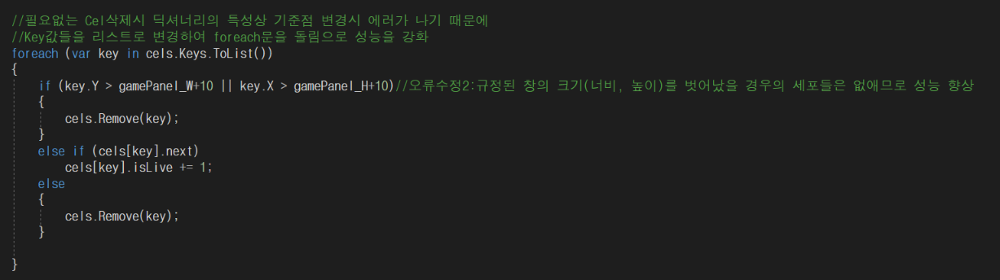 //필요없는 Cel삭제시 딕셔너리의 특성상 기준점 변경시 에러가 나기 때문에
//Key값들을 리스트로 변경하여 foreach문을 돌림으로 성능을 강화
foreach (var key in cels.Keys.ToList())
{
    if (key.Y > gamePanel_W+10 || key.X > gamePanel_H+10)//오류수정2:규정된 창의 크기(너비, 높이)를 벗어났을 경우의 세포들은 없애므로 성능 향상
    {
        cels.Remove(key);
    }
    else if (cels[key].next)
        cels[key].isLive += 1;
    else
    {
        cels.Remove(key);
    }
}